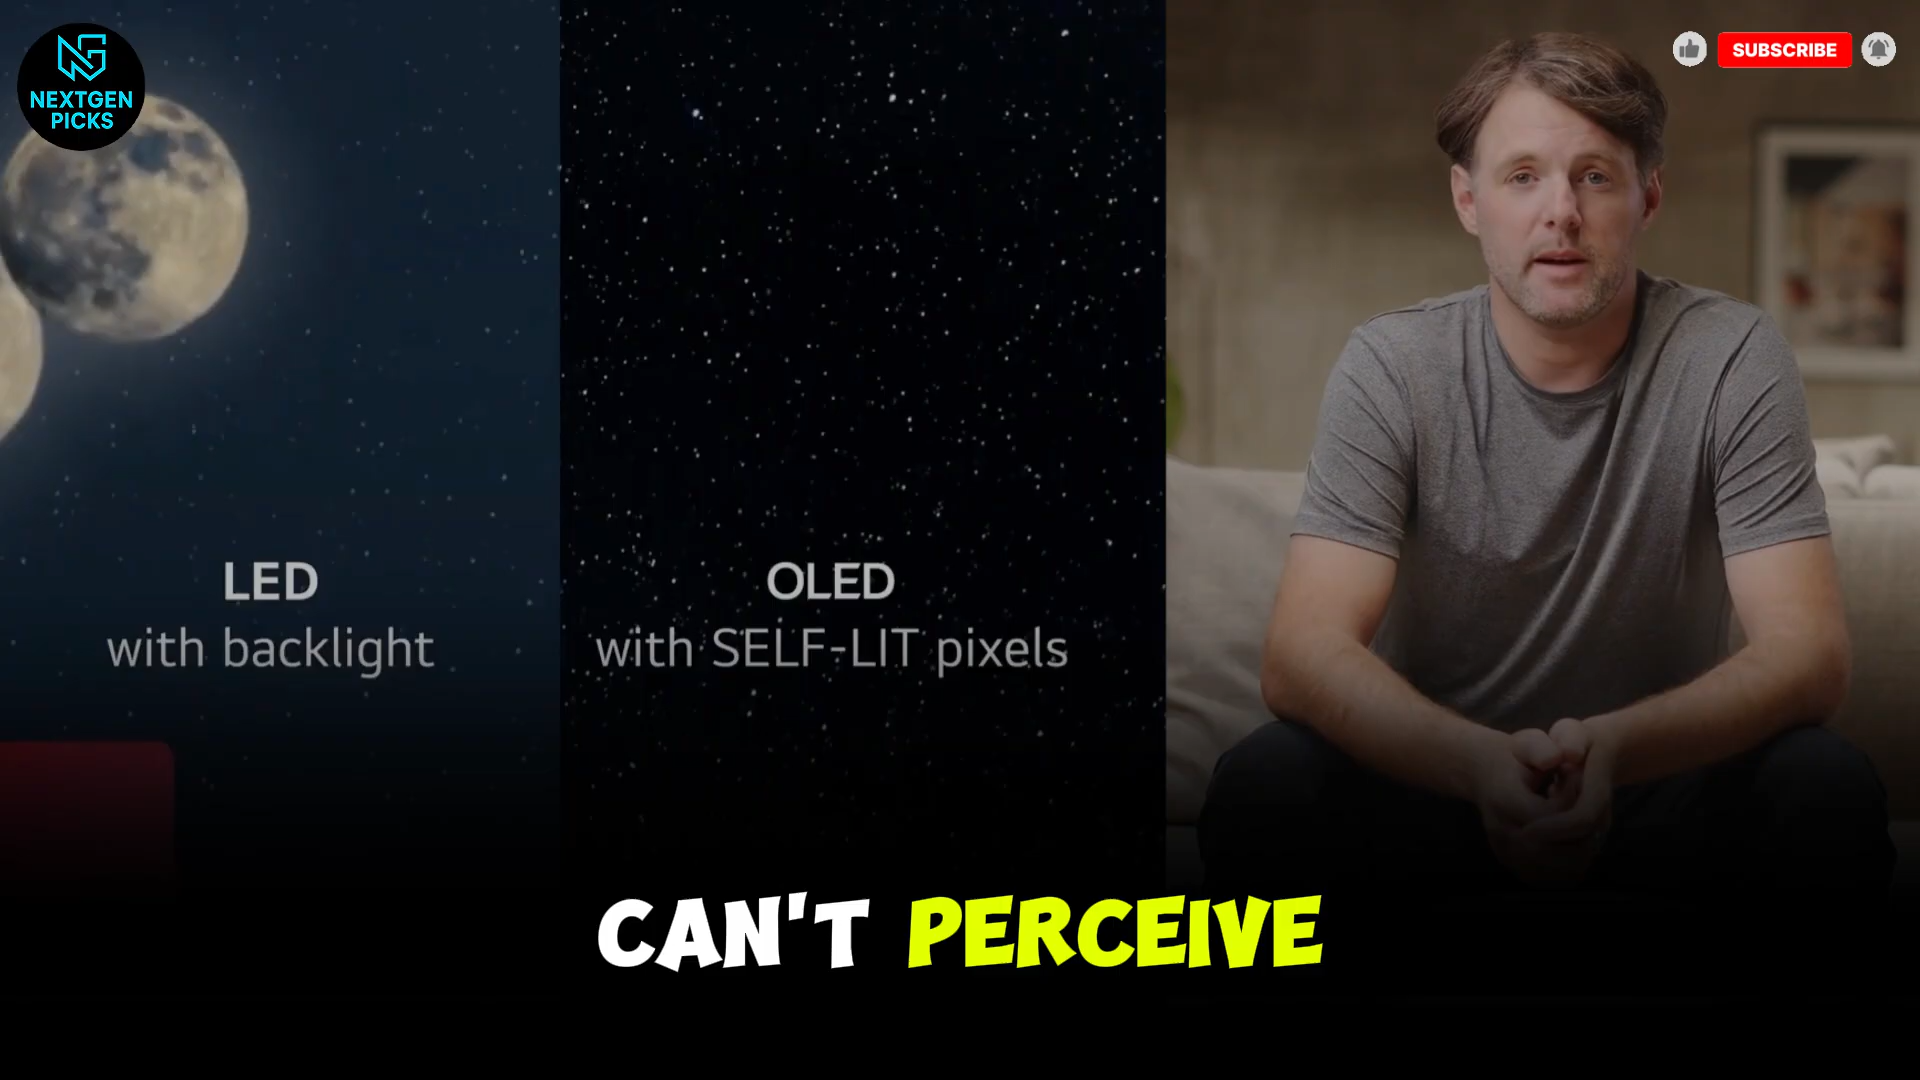 NEXTGEN
PICKS
SUBSCRIBE
LED
with backlight
OLED
with SELF-LIT pixels
CAN'T PERCEIVE